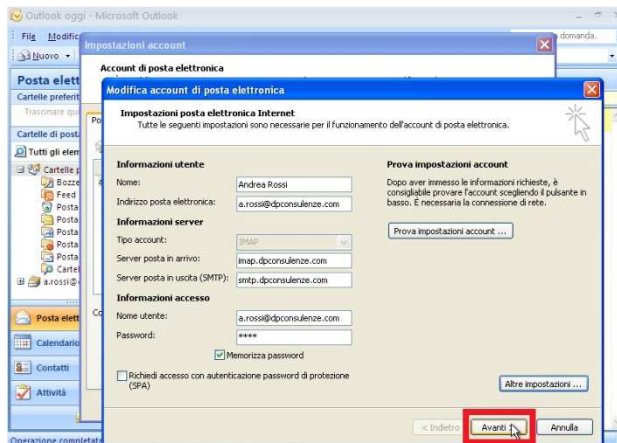 Outlook oggi - Microsoft Outlook
File Modific
domanda.
Nuovo
Impostazioni account
Account di posta elettronica
Posta elett
Cartelle preferit
Trascinare qu
Cartelle di posta
Tutti gli elem
Cartelle p
Bozze
Feed
Posta
Posta
Posta
Posta
Posta
Cartel
a.rossi@
Posta elett
Calendario
Contatti
Attività
Operazione completata
Modifica account di posta elettronica
Impostazioni posta elettronica Internet
Tutte le seguenti impostazioni sono necessarie per il funzionamento dell'account di posta elettronica.
Informazioni utente
Nome: Andrea Rossi
Indirizzo posta elettronica: a.rossi@dpconsulenze.com
Informazioni server
Tipo account: IMAP
Server posta in arrivo: imap.dpconsulenze.com
Server posta in uscita (SMTP): smtp.dpconsulenze.com
Informazioni accesso
Nome utente: a.rossi@dpconsulenze.com
Password: ****
Memorizza password
Richiedi accesso con autenticazione password di protezione
(SPA)
Prova impostazioni account
Dopo aver immesso le informazioni richieste, è
consigliabile provare l'account scegliendo il pulsante in
basso. È necessaria la connessione di rete.
Prova impostazioni account ...
Altre impostazioni ...
< Indietro Avanti > Annulla